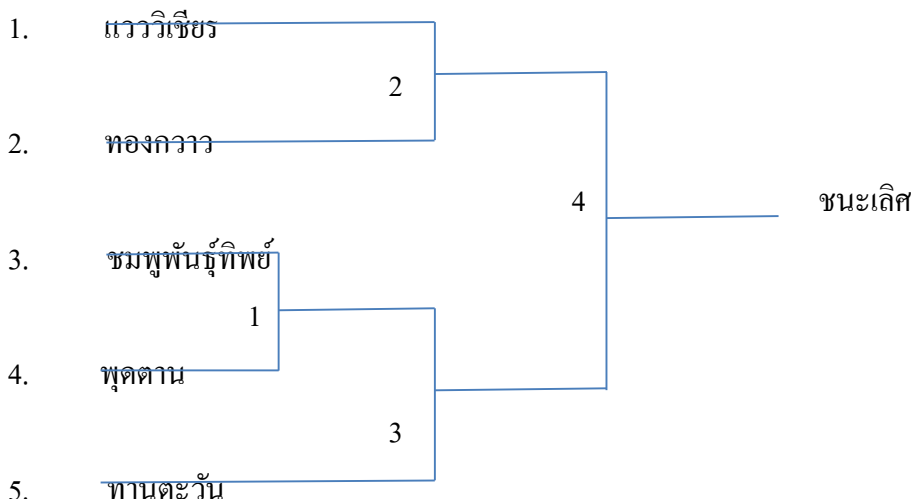 1. แววิเชียร
2
2. ทองกวาว
4 ชนะเลิศ
3. ชมพูพันธุ์ทิพย์
1
4. พุดตาน
3
5. ทานตะวัน